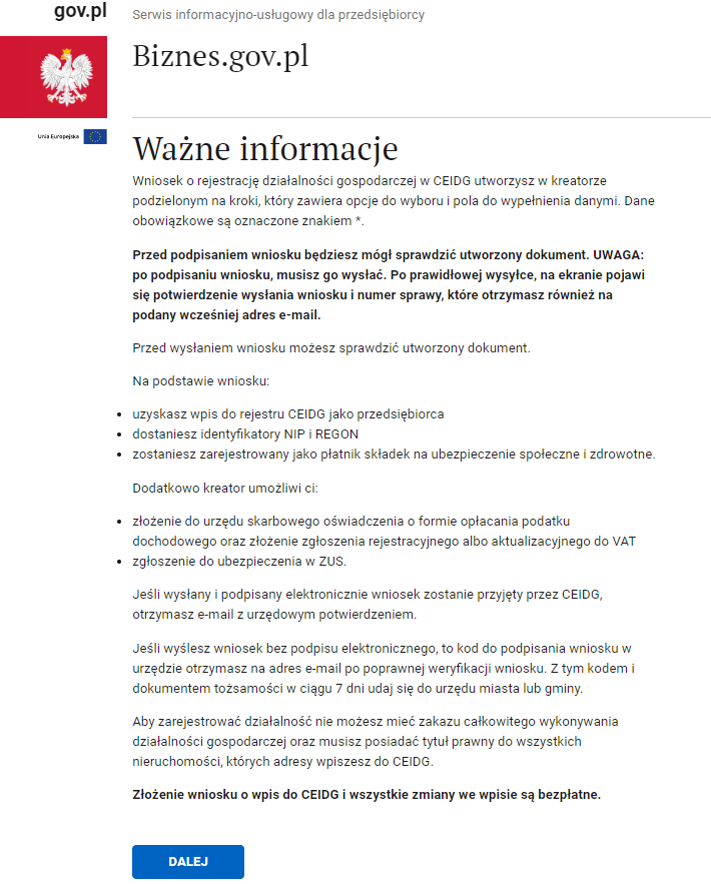 gov.pl
Serwis informacyjno-usługowy dla przedsiębiorcy
Biznes.gov.pl
Unia Europejska
Ważne informacje
Wniosek o rejestrację działalności gospodarczej w CEIDG utworzysz w kreatorze
podzielonym na kroki, który zawiera opcje do wyboru i pola do wypełnienia danymi. Dane
obowiązkowe są oznaczone znakiem *.
Przed podpisaniem wniosku będziesz mógł sprawdzić utworzony dokument. UWAGA:
po podpisaniu wniosku, musisz go wysłać. Po prawidłowej wysyłce, na ekranie pojawi
się potwierdzenie wysłania wniosku i numer sprawy, które otrzymasz również na
podany wcześniej adres e-mail.
Przed wysłaniem wniosku możesz sprawdzić utworzony dokument.
Na podstawie wniosku:
• uzyskasz wpis do rejestru CEIDG jako przedsiębiorca
• dostaniesz identyfikatory NIP i REGON
• zostaniesz zarejestrowany jako płatnik składek na ubezpieczenie społeczne i zdrowotne.
Dodatkowo kreator umożliwi ci:
• złożenie do urzędu skarbowego oświadczenia o formie opłacania podatku
dochodowego oraz złożenie zgłoszenia rejestracyjnego albo aktualizacyjnego do VAT
• zgłoszenie do ubezpieczenia w ZUS.
Jeśli wysłany i podpisany elektronicznie wniosek zostanie przyjęty przez CEIDG,
otrzymasz e-mail z urzędowym potwierdzeniem.
Jeśli wyślesz wniosek bez podpisu elektronicznego, to kod do podpisania wniosku w
urzędzie otrzymasz na adres e-mail po poprawnej weryfikacji wniosku. Z tym kodem i
dokumentem tożsamości w ciągu 7 dni udaj się do urzędu miasta lub gminy.
Aby zarejestrować działalność nie możesz mieć zakazu całkowitego wykonywania
działalności gospodarczej oraz musisz posiadać tytuł prawny do wszystkich
nieruchomości, których adresy wpiszesz do CEIDG.
Złożenie wniosku o wpis do CEIDG i wszystkie zmiany we wpisie są bezpłatne.
DALEJ